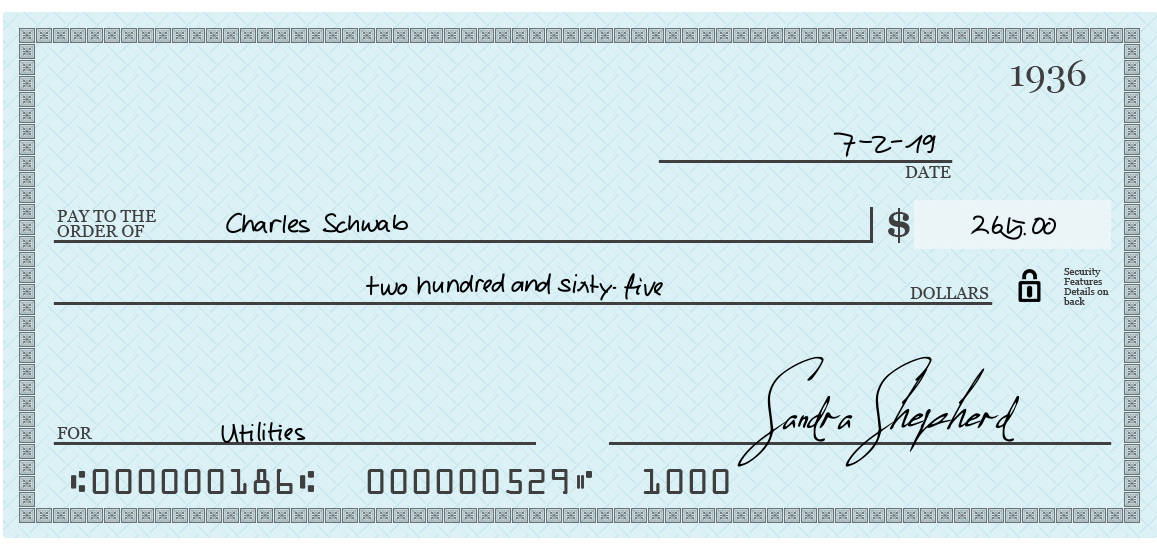 1936
7-2-19
DATE
PAY TO THE
ORDER OF Charles Schwab $ 265.00
two hundred and sixty-five DOLLARS
Security
Features
Details on
back
FOR Utilities Sandra Shepherd
⑆000000186⑆ 000000529⑈ 1000